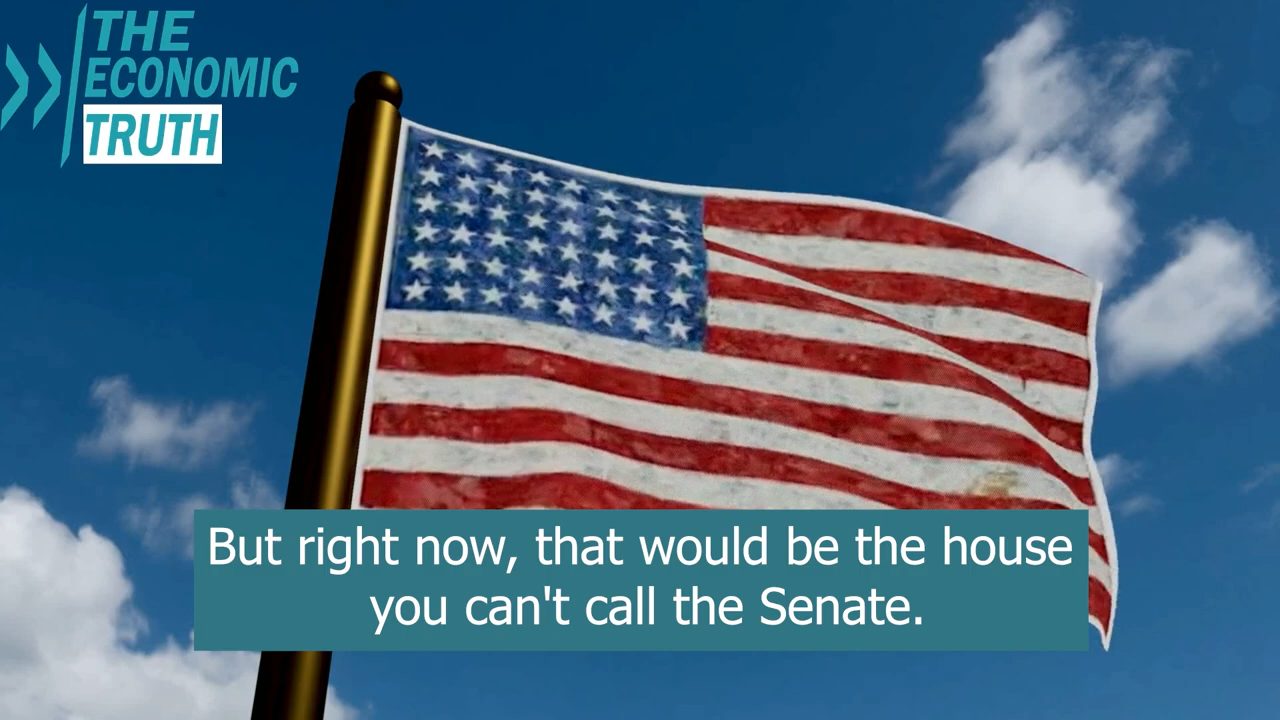 THE
ECONOMIC
TRUTH
But right now, that would be the house
you can't call the Senate.